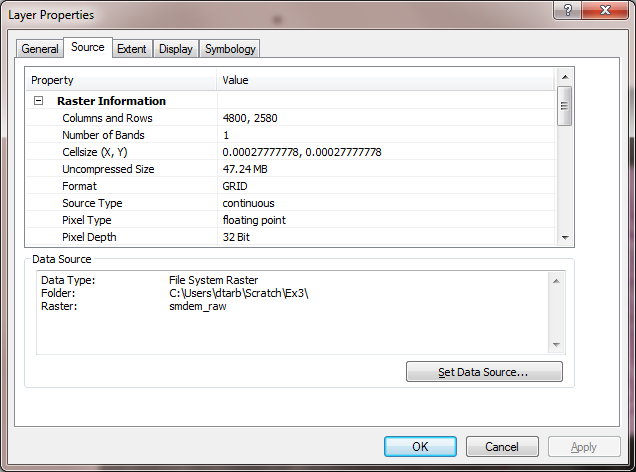 Layer Properties
General Source Extent Display Symbology
Property Value
Raster Information
Columns and Rows 4800, 2580
Number of Bands 1
Cellsize (X, Y) 0.00027777778, 0.00027777778
Uncompressed Size 47.24 MB
Format GRID
Source Type continuous
Pixel Type floating point
Pixel Depth 32 Bit
Data Source
Data Type: File System Raster
Folder: C:\Users\dtarb\Scratch\Ex3\
Raster: smdem_raw
Set Data Source...
OK Cancel Apply